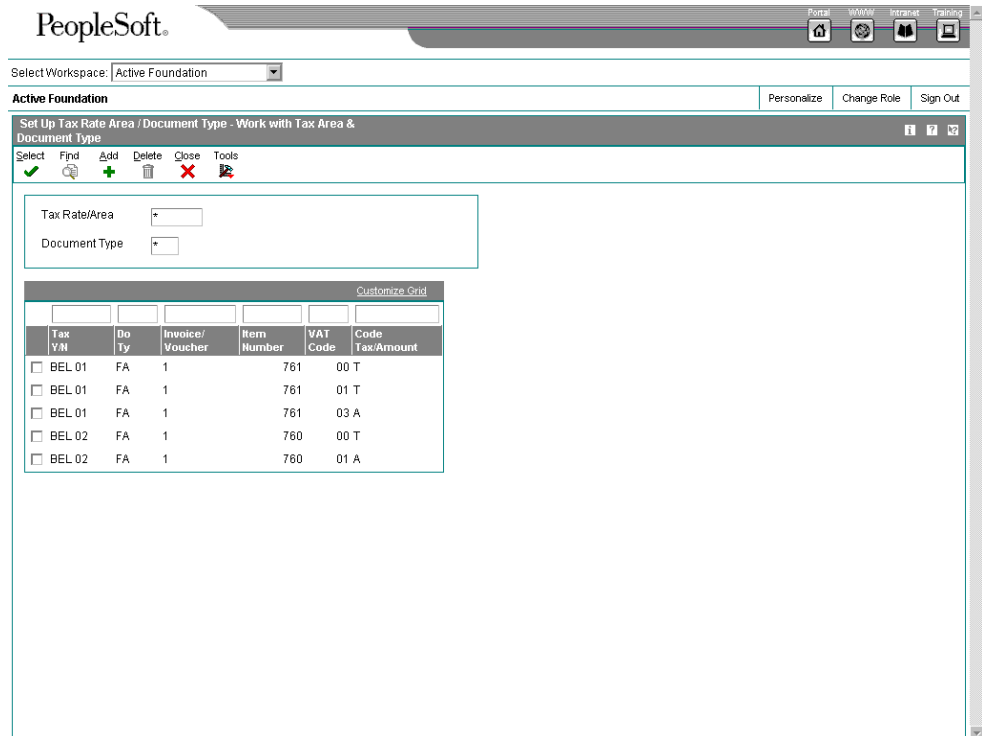 Portal WWW Intranet Training
PeopleSoft®
Select Workspace: Active Foundation
Active Foundation Personalize Change Role Sign Out
Set Up Tax Rate Area / Document Type - Work with Tax Area &
Document Type
Select Find Add Delete Close Tools
Tax Rate/Area *
Document Type *
Customize Grid
Tax Do Invoice/ Item VAT Code
Y/N Ty Voucher Number Code Tax/Amount
BEL 01 FA 1 761 00 T
BEL 01 FA 1 761 01 T
BEL 01 FA 1 761 03 A
BEL 02 FA 1 760 00 T
BEL 02 FA 1 760 01 A